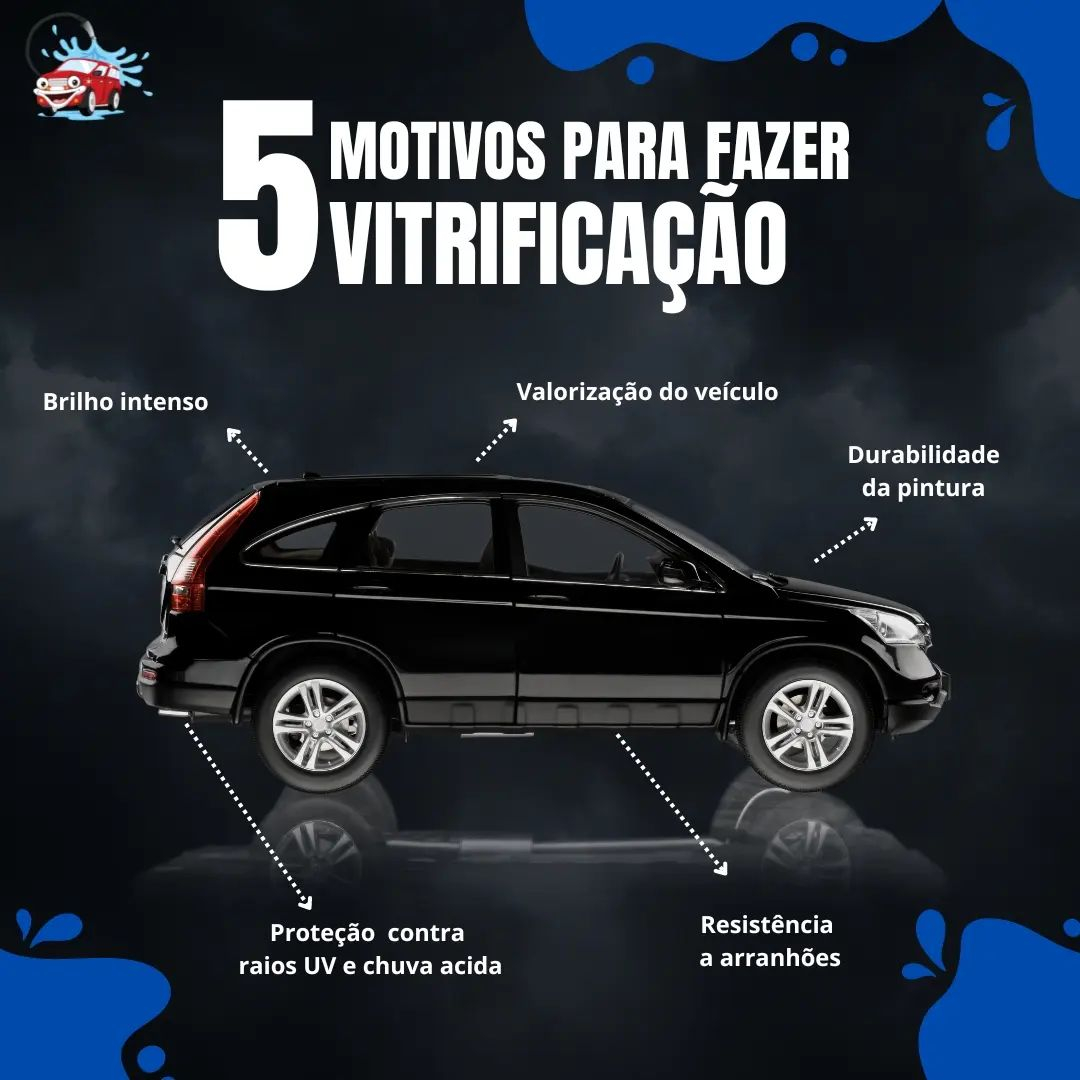 5 MOTIVOS PARA FAZER
VITRIFICAÇÃO
Brilho intenso
Valorização do veículo
Durabilidade
da pintura
Proteção contra
raios UV e chuva acida
Resistência
a arranhões